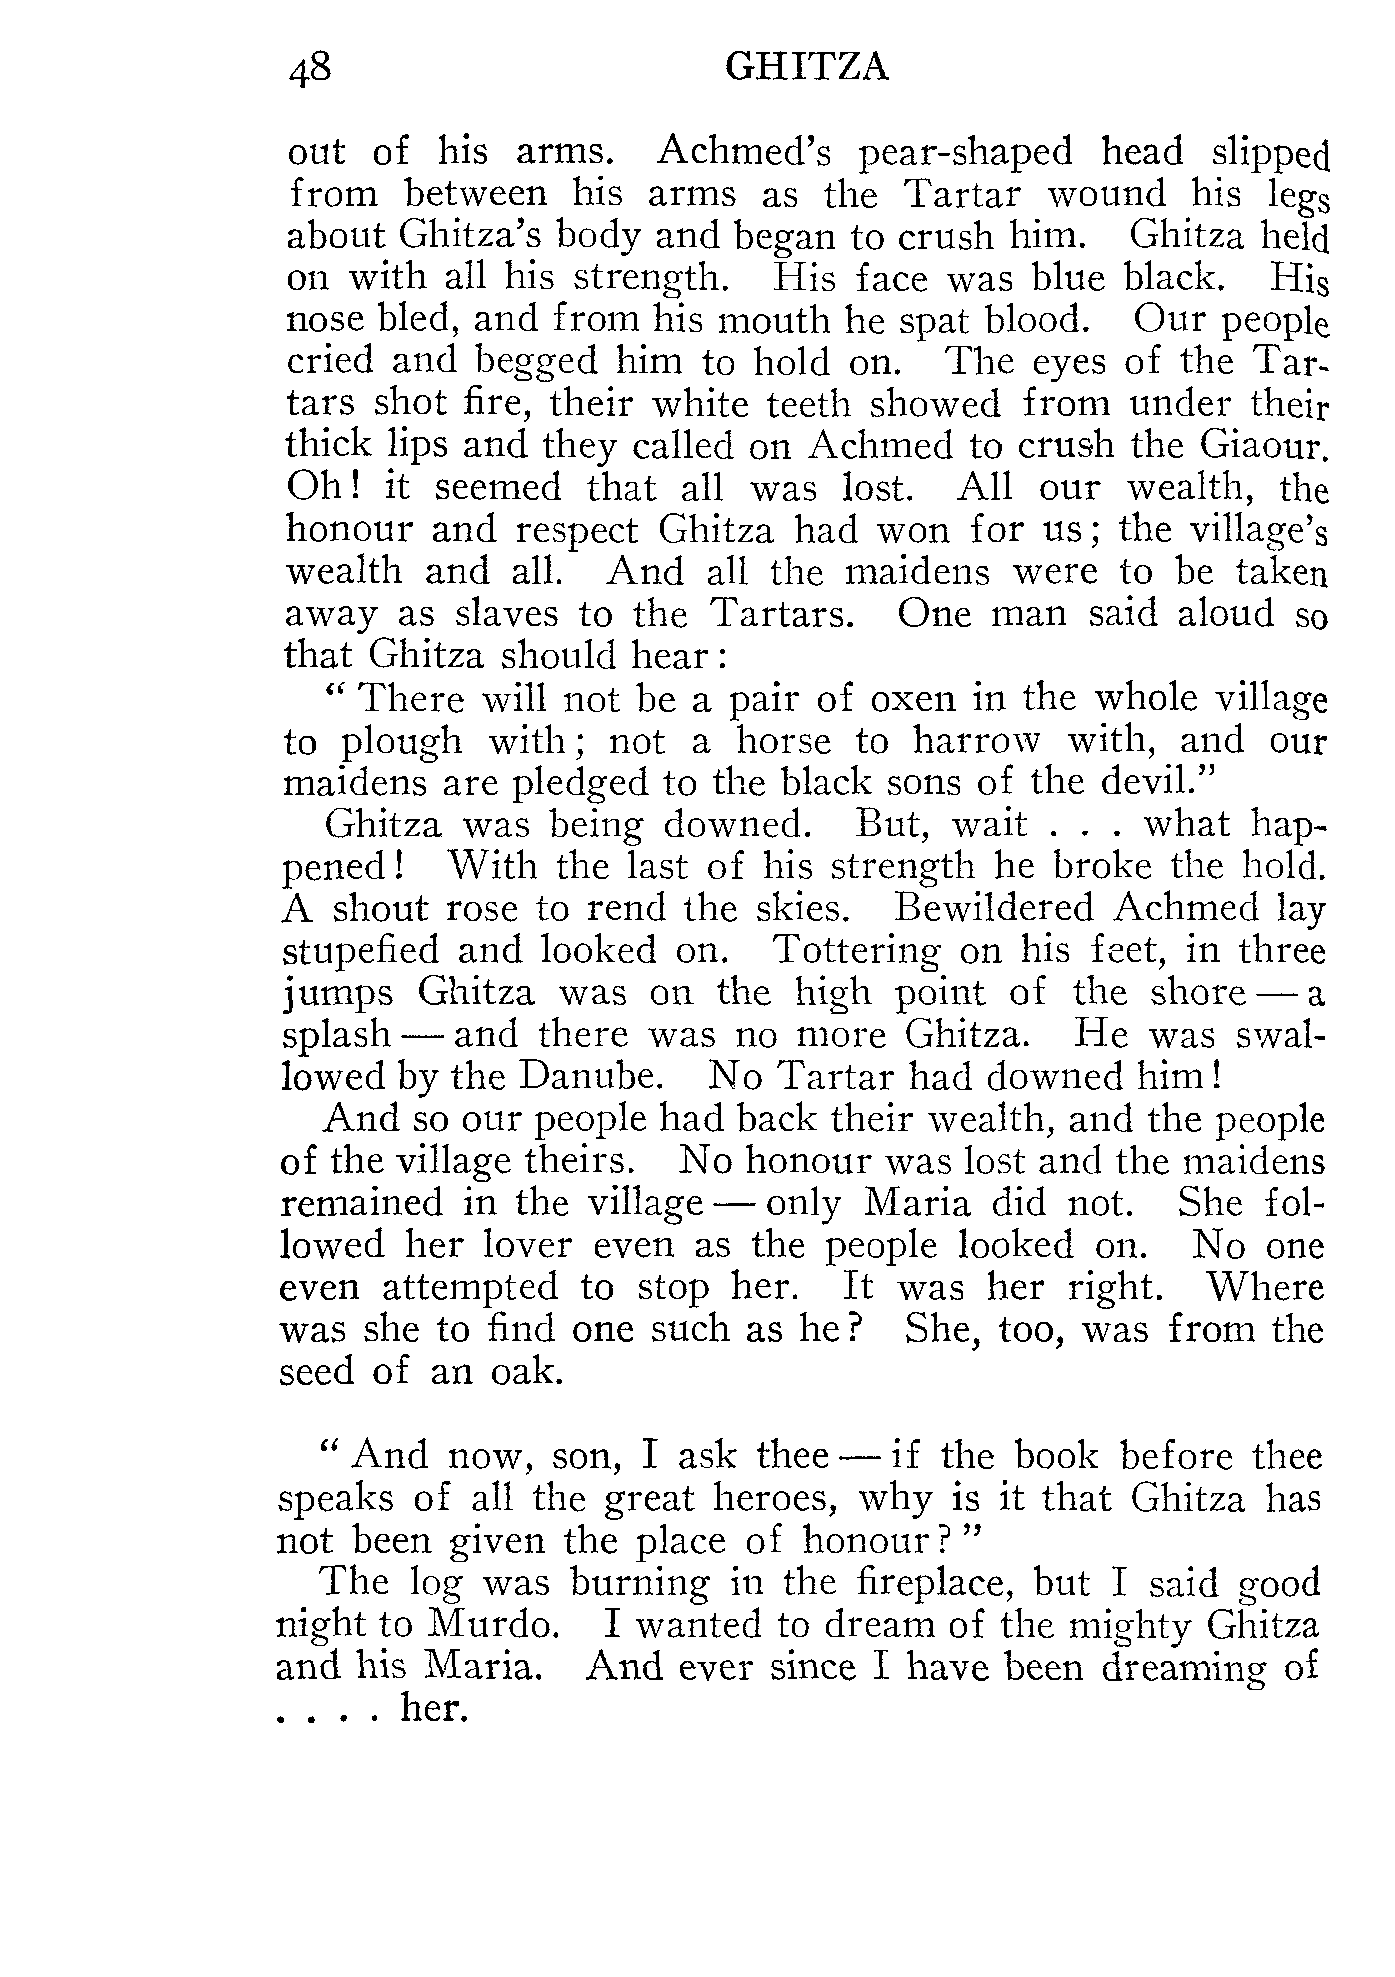 48 GHITZA
out of his arms. Achmed's pear-shaped head slipped
from between his arms as the Tartar wound his legs
about Ghitza's body and began to crush him. Ghitza held
on with all his strength. His face was blue black. His
nose bled, and from his mouth he spat blood. Our people
cried and begged him to hold on. The eyes of the Tar-
tars shot fire, their white teeth showed from under their
thick lips and they called on Achmed to crush the Giaour.
Oh! it seemed that all was lost. All our wealth, the
honour and respect Ghitza had won for us; the village's
wealth and all. And all the maidens were to be taken
away as slaves to the Tartars. One man said aloud so
that Ghitza should hear:
“ There will not be a pair of oxen in the whole village
to plough with; not a horse to harrow with, and our
maidens are pledged to the black sons of the devil.”
Ghitza was being downed. But, wait . . . what hap-
pened! With the last of his strength he broke the hold.
A shout rose to rend the skies. Bewildered Achmed lay
stupefied and looked on. Tottering on his feet, in three
jumps Ghitza was on the high point of the shore — a
splash — and there was no more Ghitza. He was swal-
lowed by the Danube. No Tartar had downed him!
And so our people had back their wealth, and the people
of the village theirs. No honour was lost and the maidens
remained in the village — only Maria did not. She fol-
lowed her lover even as the people looked on. No one
even attempted to stop her. It was her right. Where
was she to find one such as he? She, too, was from the
seed of an oak.
“ And now, son, I ask thee — if the book before thee
speaks of all the great heroes, why is it that Ghitza has
not been given the place of honour? ”
The log was burning in the fireplace, but I said good
night to Murdo. I wanted to dream of the mighty Ghitza
and his Maria. And ever since I have been dreaming of
. . . . her.